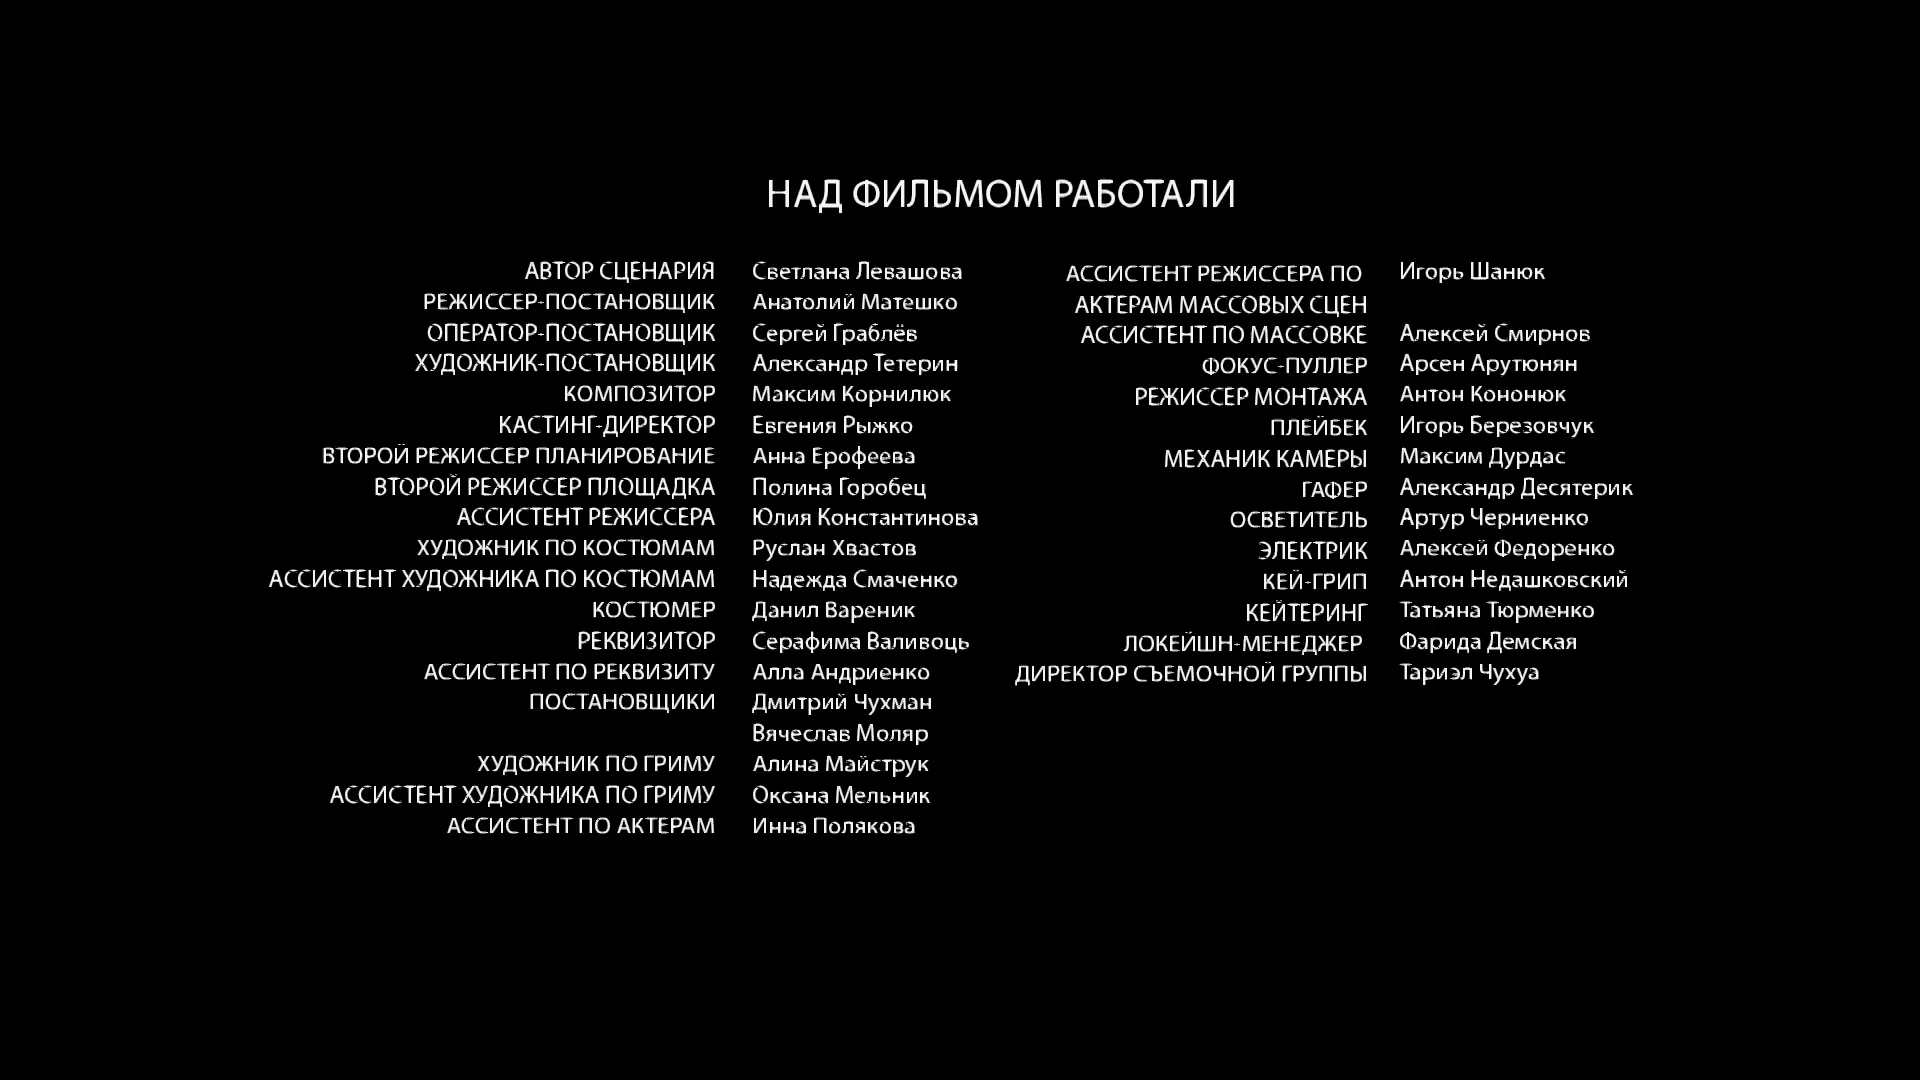 НАД ФИЛЬМОМ РАБОТАЛИ
АВТОР СЦЕНАРИЯ Светлана Левашова
РЕЖИССЕР-ПОСТАНОВЩИК Анатолий Матешко
ОПЕРАТОР-ПОСТАНОВЩИК Сергей Граблёв
ХУДОЖНИК-ПОСТАНОВЩИК Александр Тетерин
КОМПОЗИТОР Максим Корнилюк
КАСТИНГ-ДИРЕКТОР Евгения Рыжко
ВТОРОЙ РЕЖИССЕР ПЛАНИРОВАНИЕ Анна Ерофеева
ВТОРОЙ РЕЖИССЕР ПЛОЩАДКА Полина Горобец
АССИСТЕНТ РЕЖИССЕРА Юлия Константинова
ХУДОЖНИК ПО КОСТЮМАМ Руслан Хвастов
АССИСТЕНТ ХУДОЖНИКА ПО КОСТЮМАМ Надежда Смаченко
КОСТЮМЕР Данил Вареник
РЕКВИЗИТОР Серафима Валивоць
АССИСТЕНТ ПО РЕКВИЗИТУ Алла Андриенко
ПОСТАНОВЩИКИ Дмитрий Чухман
Вячеслав Моляр
ХУДОЖНИК ПО ГРИМУ Алина Майструк
АССИСТЕНТ ХУДОЖНИКА ПО ГРИМУ Оксана Мельник
АССИСТЕНТ ПО АКТЕРАМ Инна Полякова
АССИСТЕНТ РЕЖИССЕРА ПО Игорь Шанюк
АКТЕРАМ МАССОВЫХ СЦЕН
АССИСТЕНТ ПО МАССОВКЕ Алексей Смирнов
ФОКУС-ПУЛЛЕР Арсен Арутюнян
РЕЖИССЕР МОНТАЖА Антон Кононюк
ПЛЕЙБЕК Игорь Березовчук
МЕХАНИК КАМЕРЫ Максим Дурдас
ГАФЕР Александр Десятерик
ОСВЕТИТЕЛЬ Артур Черниенко
ЭЛЕКТРИК Алексей Федоренко
КЕЙ-ГРИП Антон Недашковский
КЕЙТЕРИНГ Татьяна Тюрменко
ЛОКЕЙШН-МЕНЕДЖЕР Фарида Демская
ДИРЕКТОР СЪЕМОЧНОЙ ГРУППЫ Тариэл Чухуа